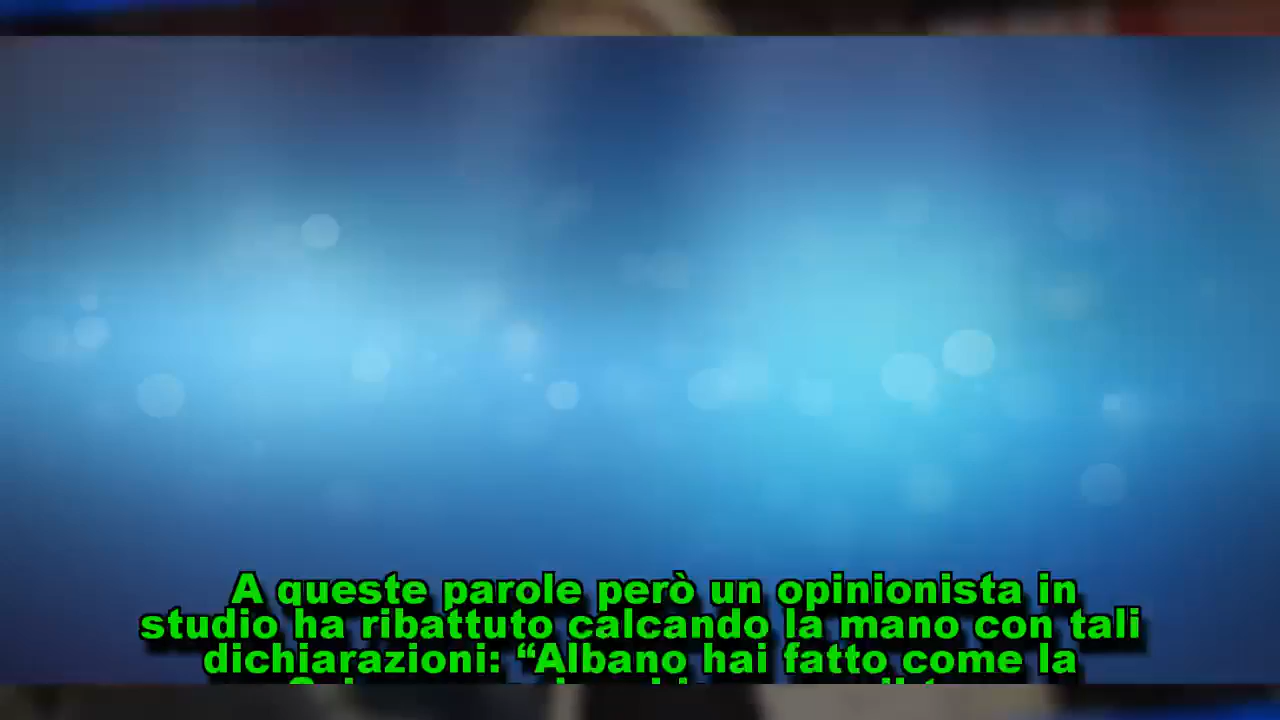 A queste parole però un opinionista in
studio ha ribattuto calcando la mano con tali
dichiarazioni: “Albano hai fatto come la